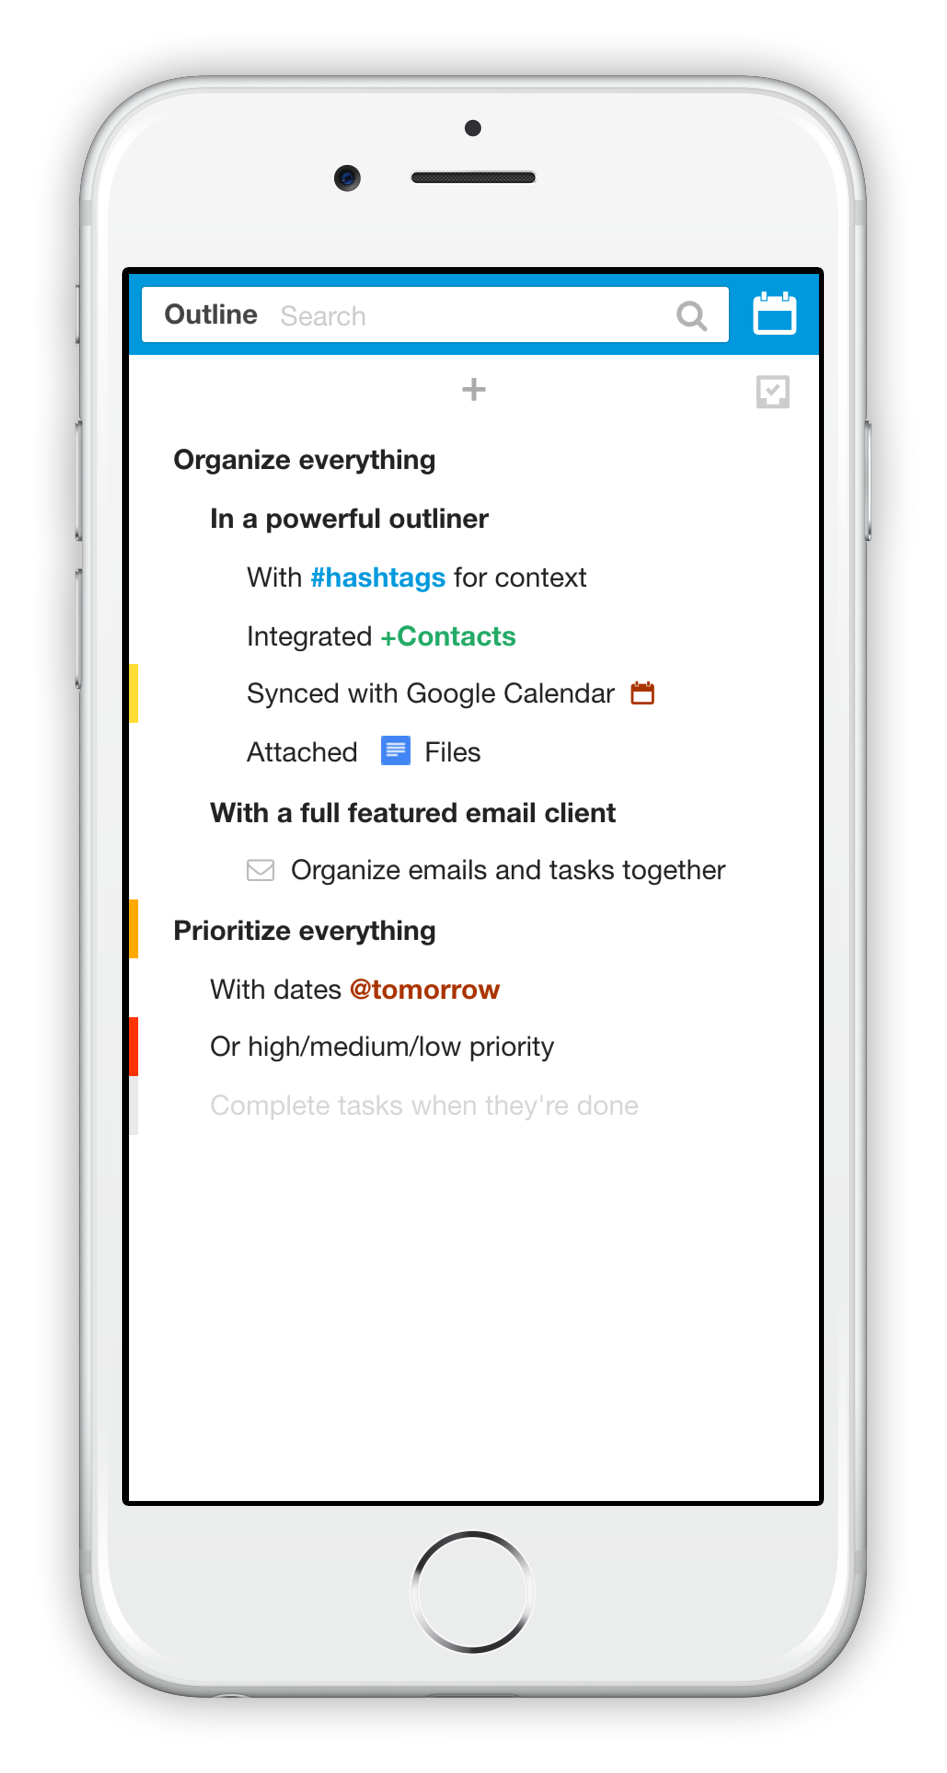 Outline Search
+
Organize everything
In a powerful outliner
With #hashtags for context
Integrated +Contacts
Synced with Google Calendar
Attached Files
With a full featured email client
Organize emails and tasks together
Prioritize everything
With dates @tomorrow
Or high/medium/low priority
Complete tasks when they're done